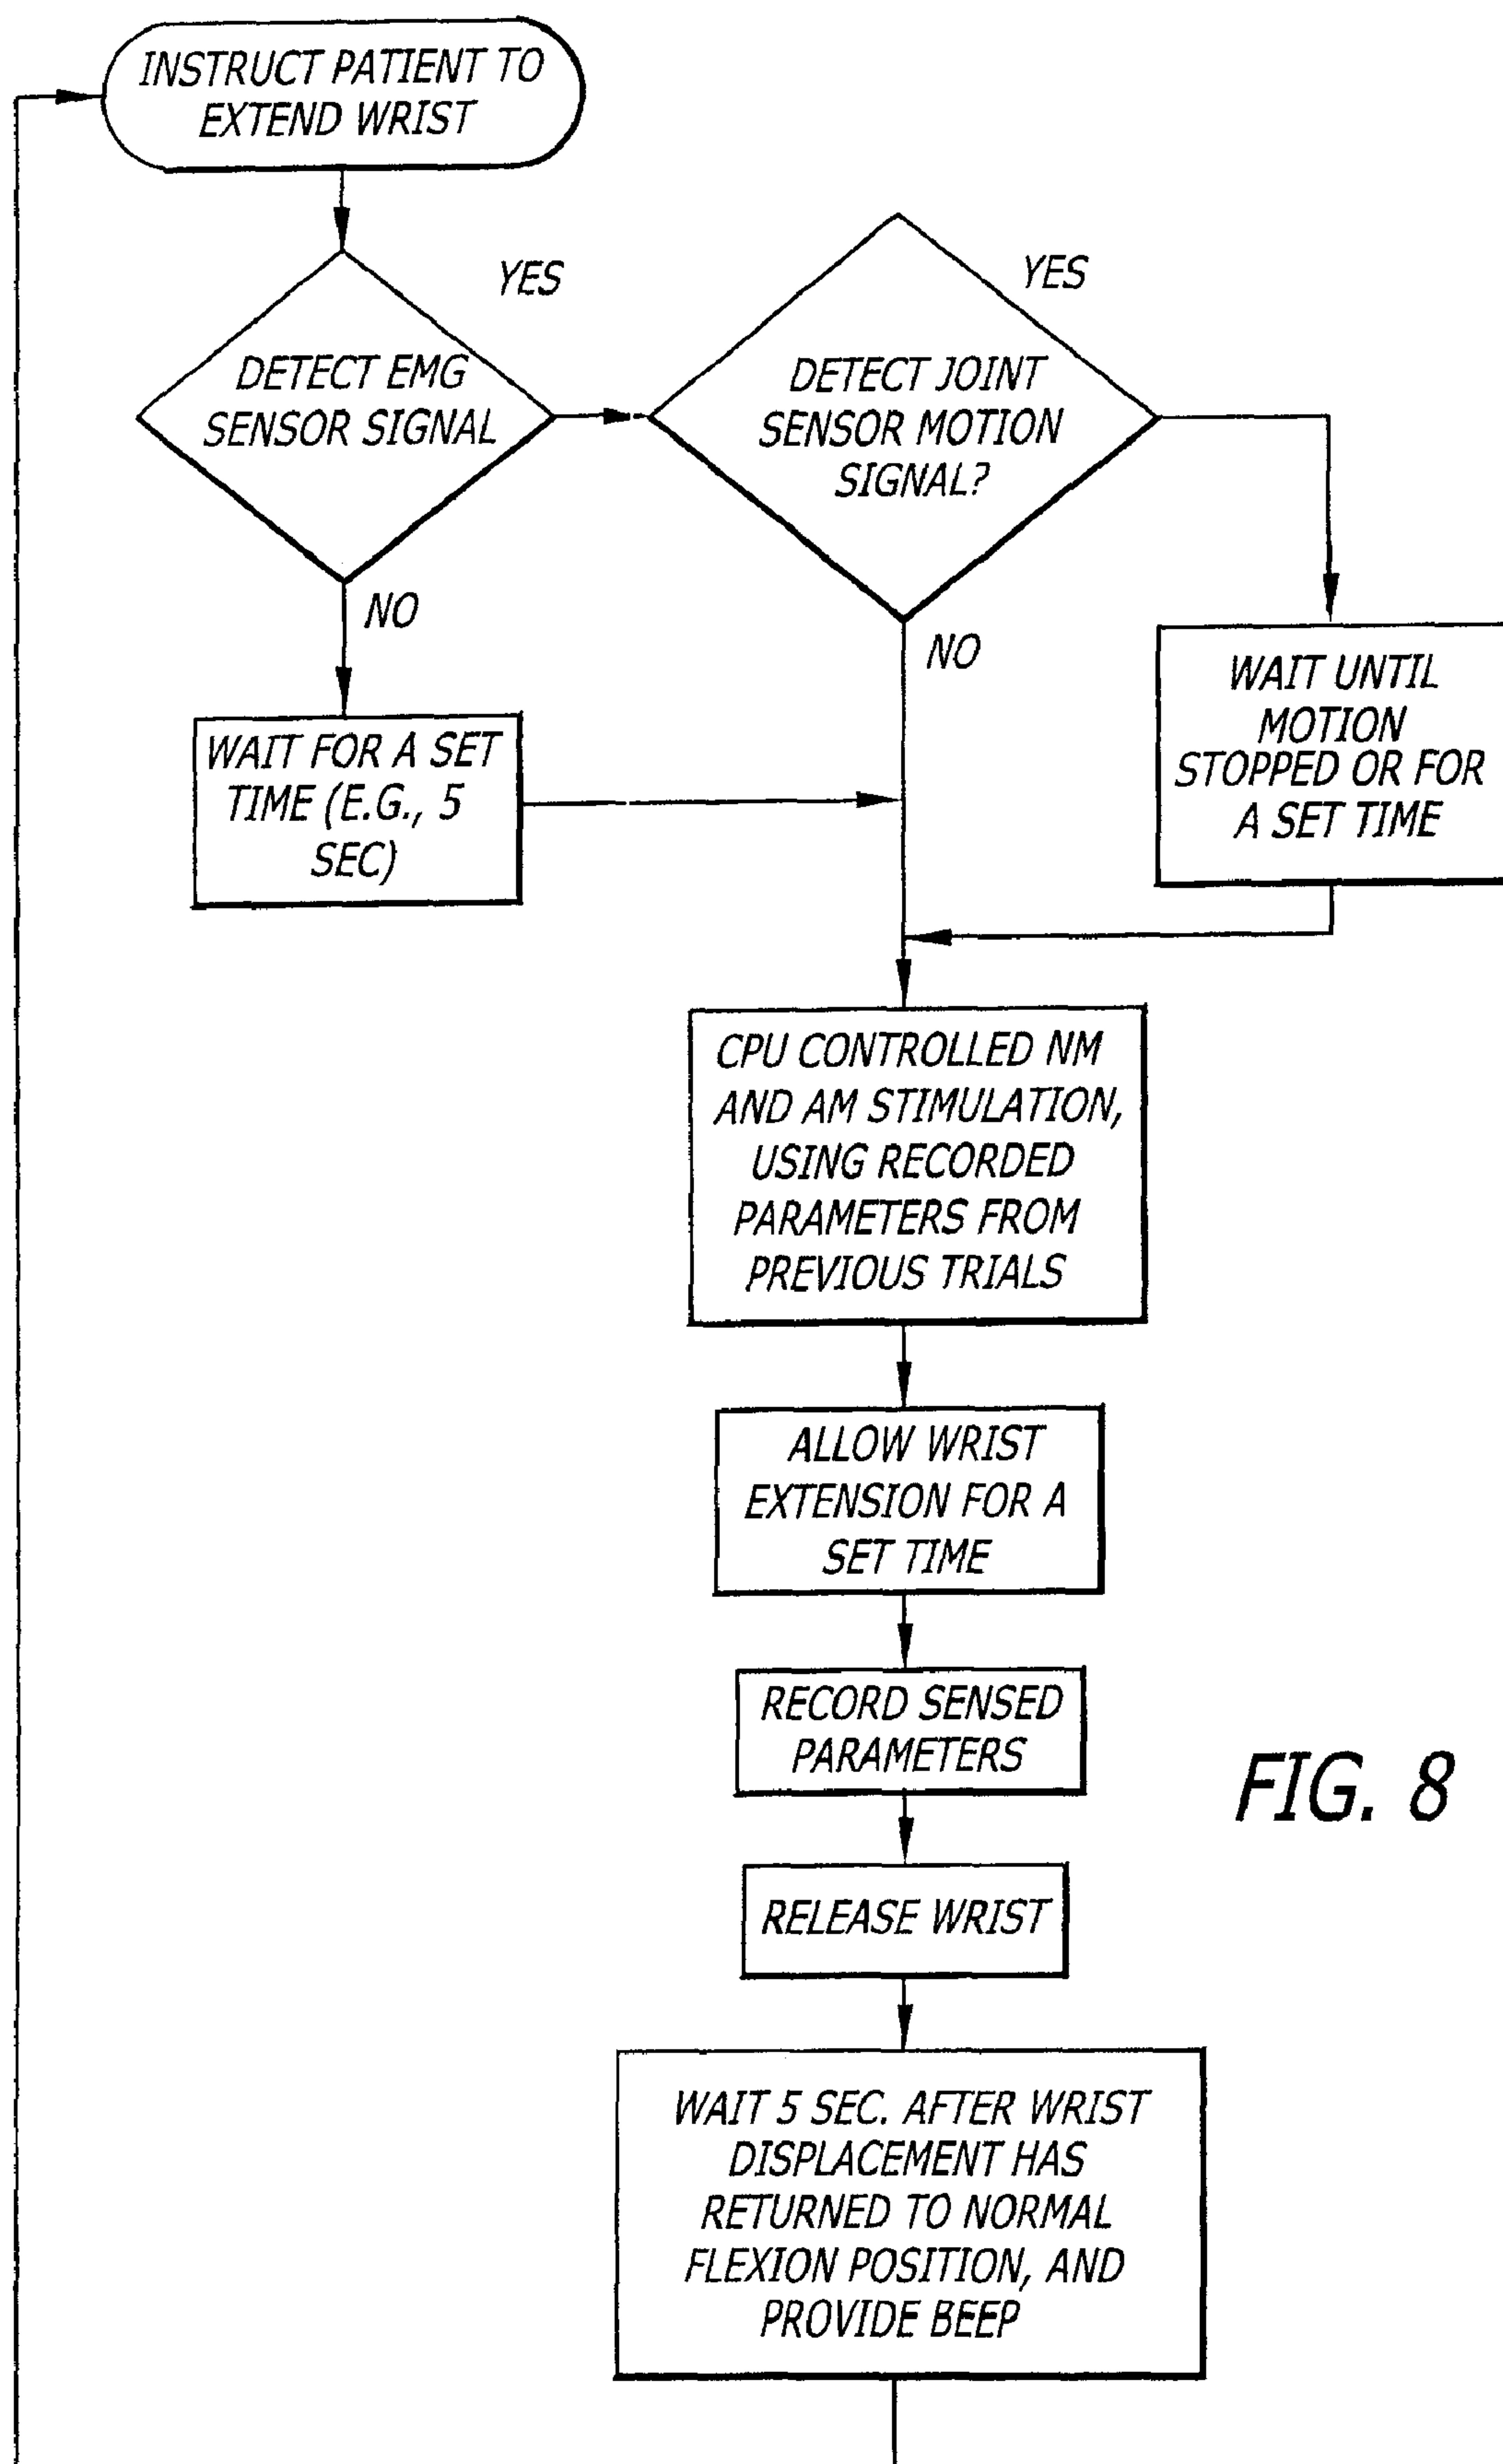 INSTRUCT PATIENT TO
EXTEND WRIST
YES
DETECT EMG
SENSOR SIGNAL
NO
YES
DETECT JOINT
SENSOR MOTION
SIGNAL?
NO
WAIT FOR A SET
TIME (E.G., 5
SEC)
WAIT UNTIL
MOTION
STOPPED OR FOR
A SET TIME
CPU CONTROLLED NM
AND AM STIMULATION,
USING RECORDED
PARAMETERS FROM
PREVIOUS TRIALS
ALLOW WRIST
EXTENSION FOR A
SET TIME
RECORD SENSED
PARAMETERS
FIG. 8
RELEASE WRIST
WAIT 5 SEC. AFTER WRIST
DISPLACEMENT HAS
RETURNED TO NORMAL
FLEXION POSITION, AND
PROVIDE BEEP